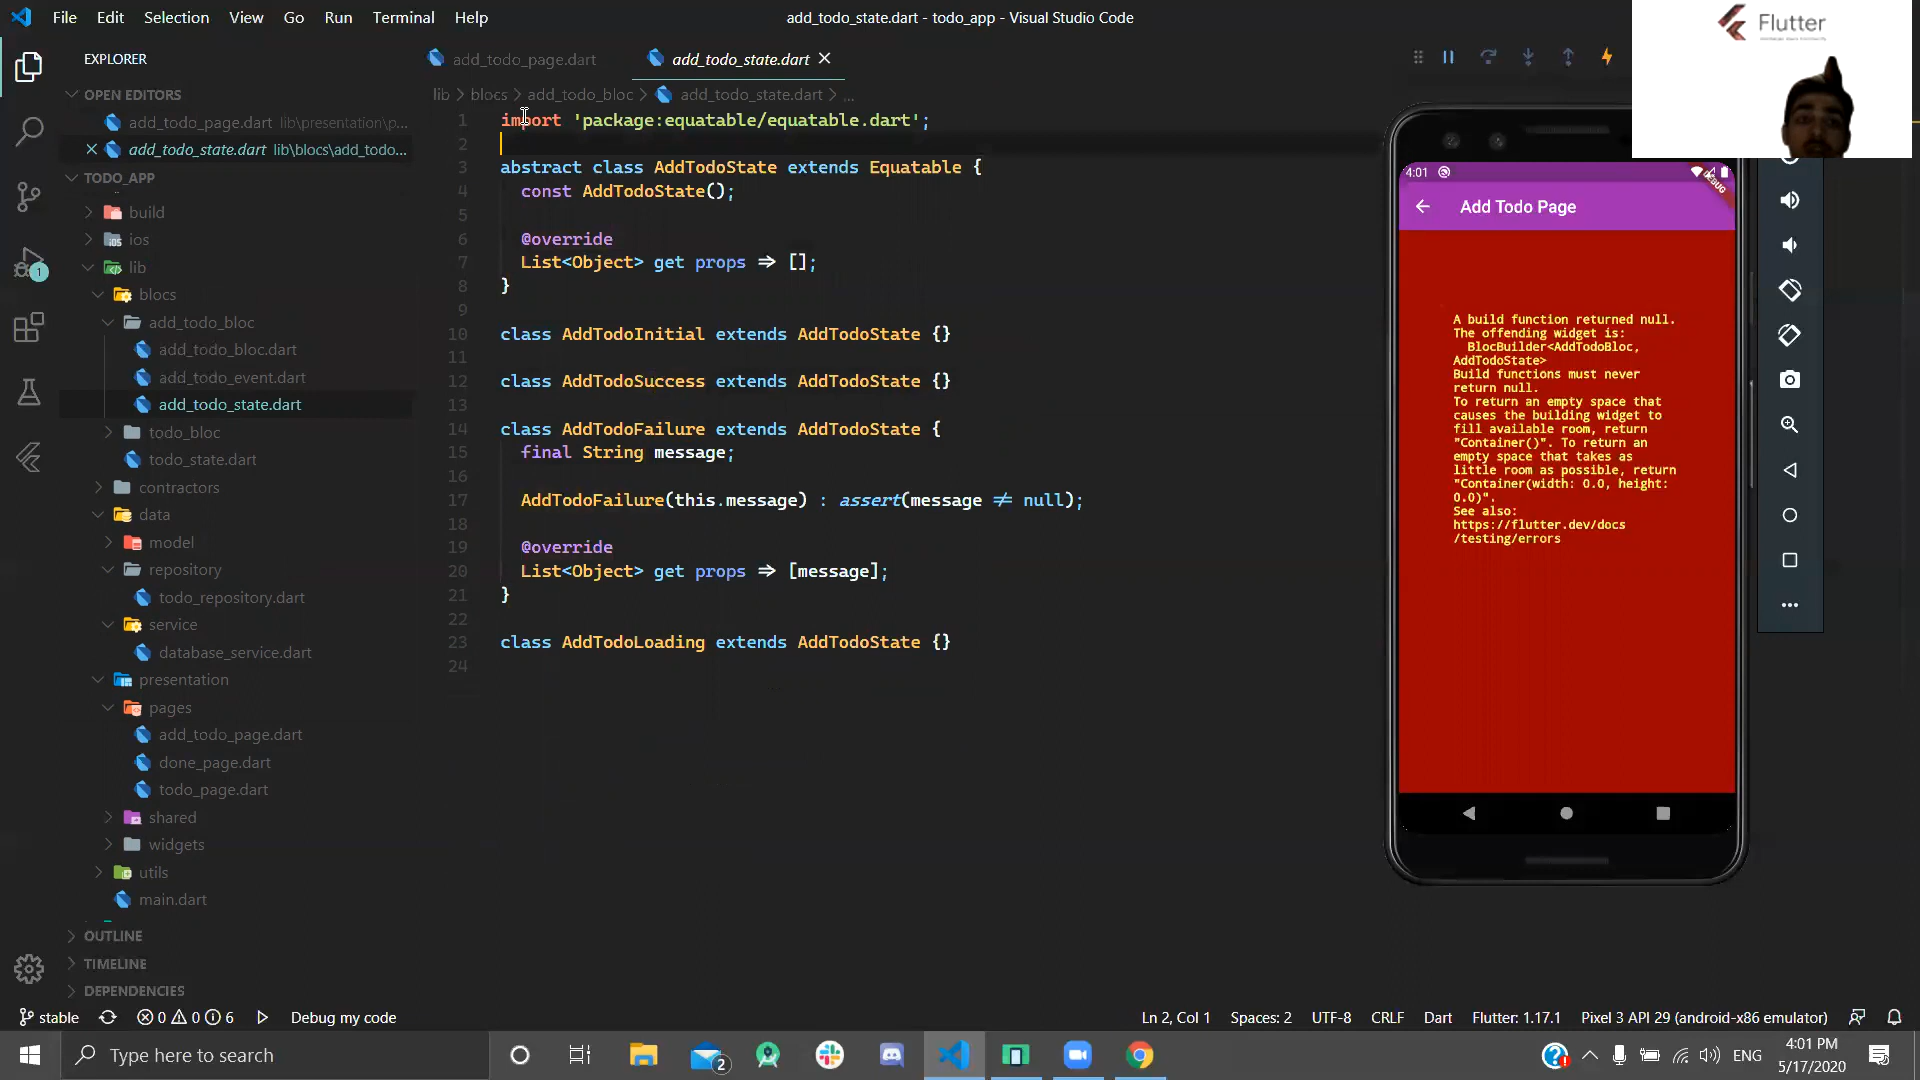 File Edit Selection View Go Run Terminal Help
add_todo_state.dart - todo_app - Visual Studio Code
Flutter
EXPLORER
OPEN EDITORS
add_todo_page.dart lib\presentation\p...
add_todo_state.dart lib\blocs\add_todo...
TODO_APP
build
ios
lib
blocs
add_todo_bloc
add_todo_bloc.dart
add_todo_event.dart
add_todo_state.dart
todo_bloc
todo_state.dart
contractors
data
model
repository
todo_repository.dart
service
database_service.dart
presentation
pages
add_todo_page.dart
done_page.dart
todo_page.dart
shared
widgets
utils
main.dart
OUTLINE
TIMELINE
DEPENDENCIES
1
add_todo_page.dart
add_todo_state.dart
lib > blocs > add_todo_bloc > add_todo_state.dart > ...
1 import 'package:equatable/equatable.dart';
2
3 abstract class AddTodoState extends Equatable {
4 const AddTodoState();
5
6 @override
7 List<Object> get props => [];
8 }
9
10 class AddTodoInitial extends AddTodoState {}
11
12 class AddTodoSuccess extends AddTodoState {}
13
14 class AddTodoFailure extends AddTodoState {
15 final String message;
16
17 AddTodoFailure(this.message) : assert(message != null);
18
19 @override
20 List<Object> get props => [message];
21 }
22
23 class AddTodoLoading extends AddTodoState {}
24
4:01
DEBUG
Add Todo Page
A build function returned null.
The offending widget is:
BlocBuilder<AddTodoBloc,
AddTodoState>
Build functions must never
return null.
To return an empty space that
causes the building widget to
fill available room, return
"Container()". To return an
empty space that takes as
little room as possible, return
"Container(width: 0.0, height:
0.0)".
See also:
https://flutter.dev/docs
/testing/errors
stable 0 0 6 Debug my code
Ln 2, Col 1 Spaces: 2 UTF-8 CRLF Dart Flutter: 1.17.1 Pixel 3 API 29 (android-x86 emulator)
Type here to search
2
ENG
4:01 PM
5/17/2020